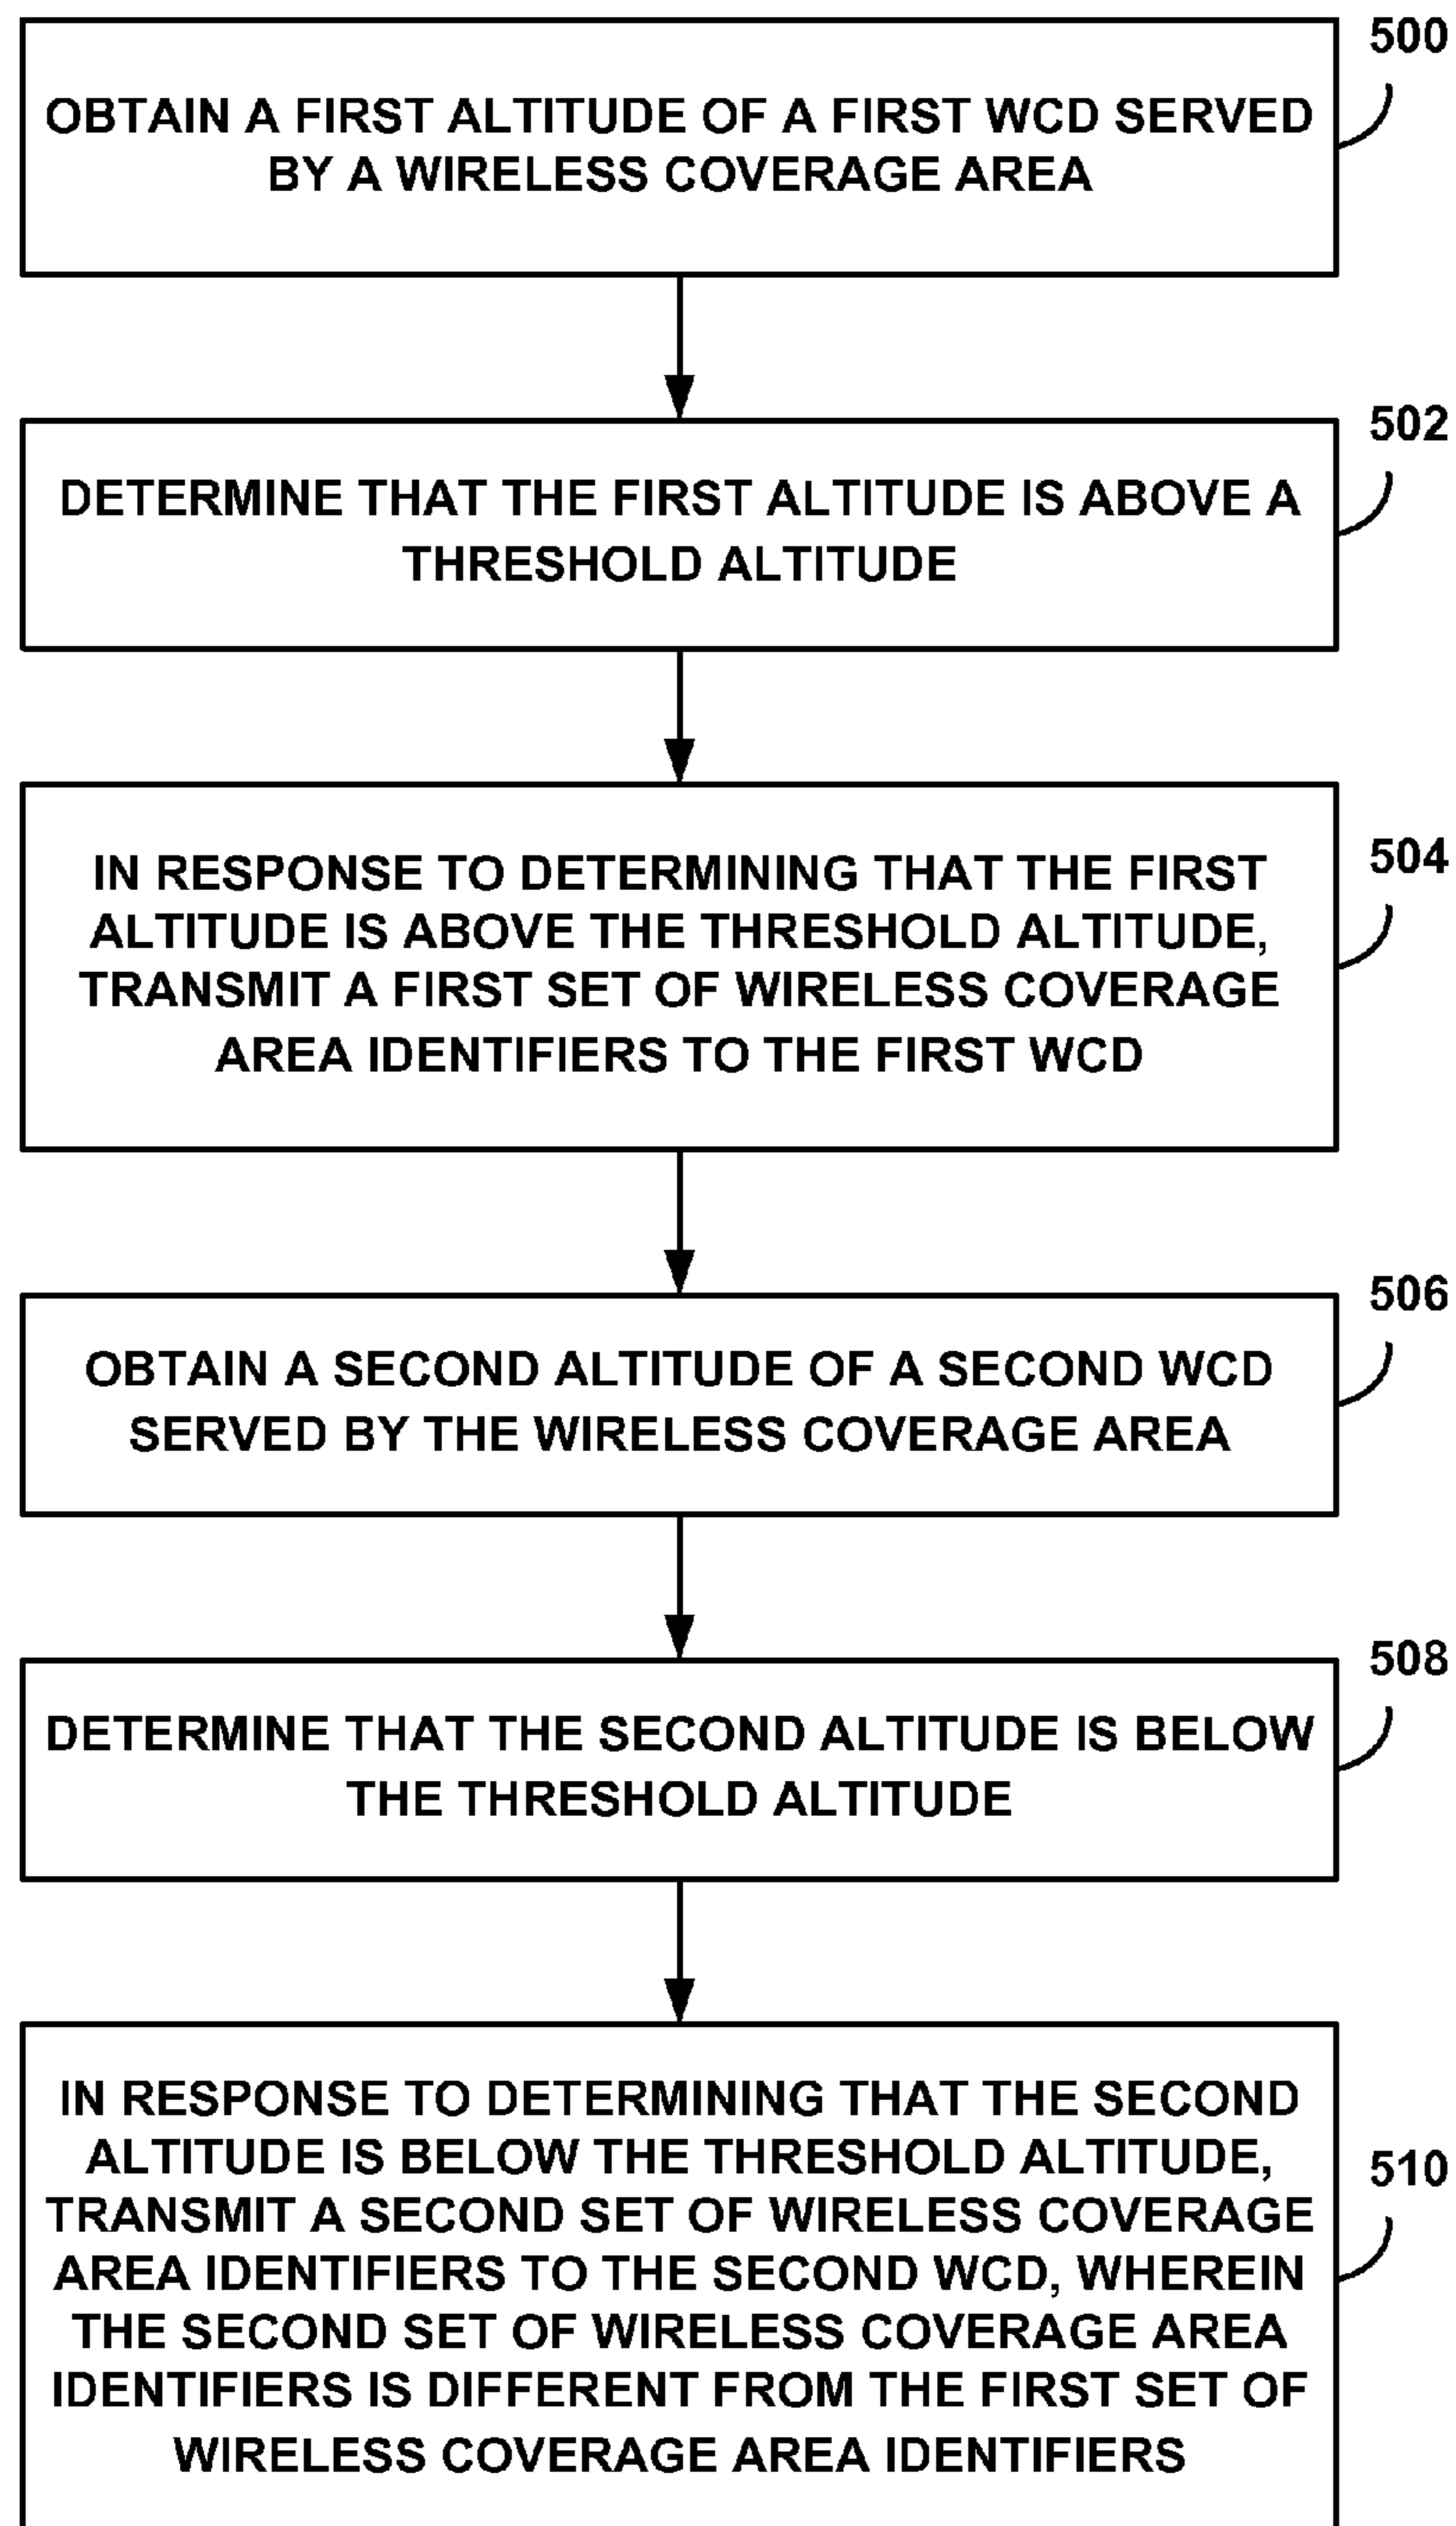 500
OBTAIN A FIRST ALTITUDE OF A FIRST WCD SERVED
BY A WIRELESS COVERAGE AREA
502
DETERMINE THAT THE FIRST ALTITUDE IS ABOVE A
THRESHOLD ALTITUDE
504
IN RESPONSE TO DETERMINING THAT THE FIRST
ALTITUDE IS ABOVE THE THRESHOLD ALTITUDE,
TRANSMIT A FIRST SET OF WIRELESS COVERAGE
AREA IDENTIFIERS TO THE FIRST WCD
506
OBTAIN A SECOND ALTITUDE OF A SECOND WCD
SERVED BY THE WIRELESS COVERAGE AREA
508
DETERMINE THAT THE SECOND ALTITUDE IS BELOW
THE THRESHOLD ALTITUDE
510
IN RESPONSE TO DETERMINING THAT THE SECOND
ALTITUDE IS BELOW THE THRESHOLD ALTITUDE,
TRANSMIT A SECOND SET OF WIRELESS COVERAGE
AREA IDENTIFIERS TO THE SECOND WCD, WHEREIN
THE SECOND SET OF WIRELESS COVERAGE AREA
IDENTIFIERS IS DIFFERENT FROM THE FIRST SET OF
WIRELESS COVERAGE AREA IDENTIFIERS